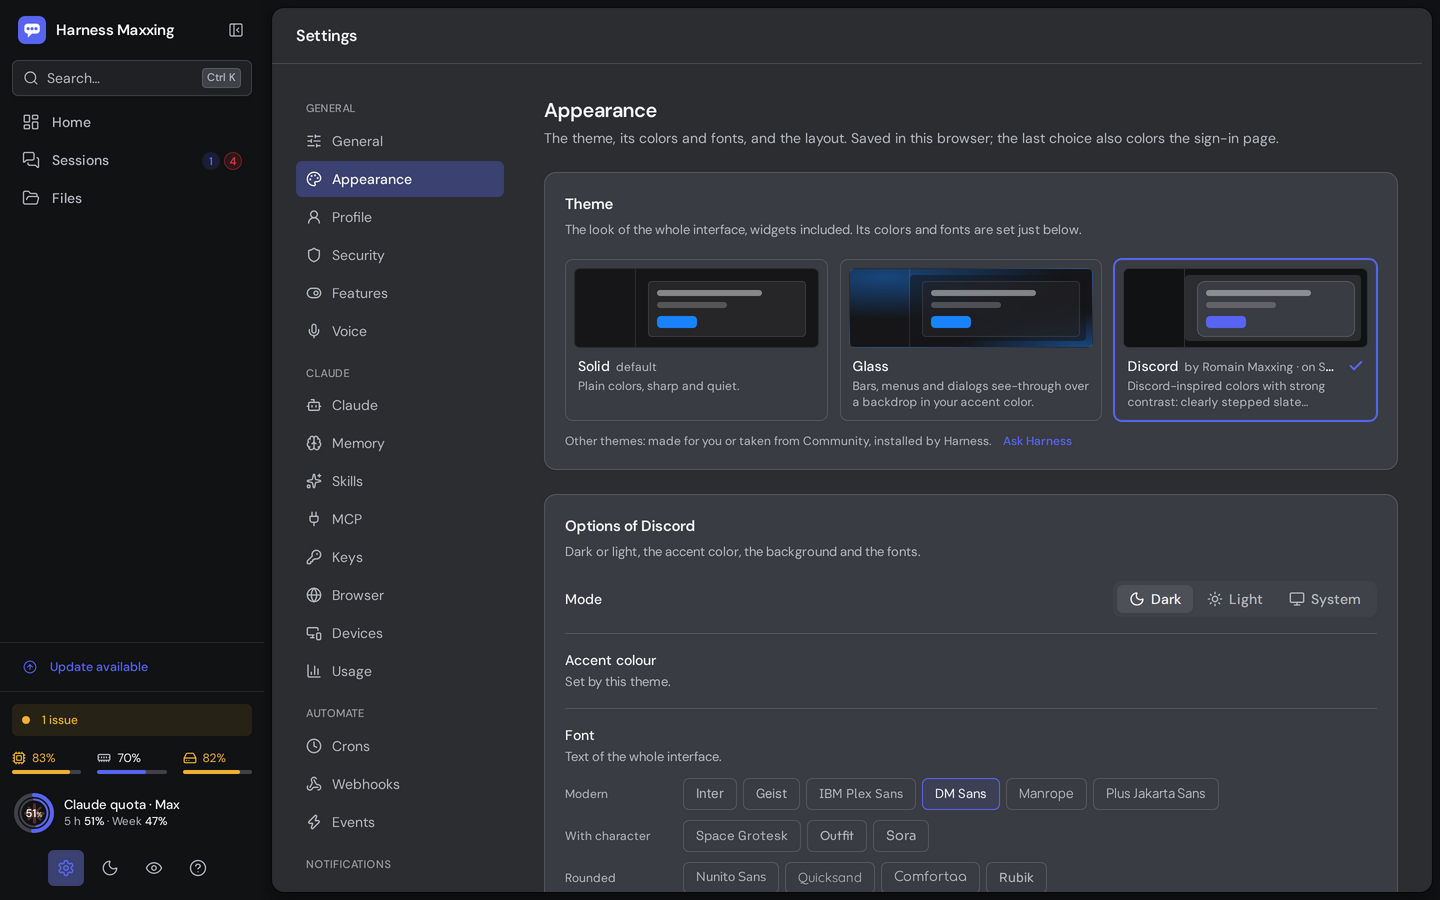 Harness Maxxing
Search...
Ctrl K
Home
Sessions
1
4
Files
Update available
1 issue
83%
70%
82%
51%
Claude quota · Max
5 h 51% · Week 47%
Settings
GENERAL
General
Appearance
Profile
Security
Features
Voice
CLAUDE
Claude
Memory
Skills
MCP
Keys
Browser
Devices
Usage
AUTOMATE
Crons
Webhooks
Events
NOTIFICATIONS
Appearance
The theme, its colors and fonts, and the layout. Saved in this browser; the last choice also colors the sign-in page.
Theme
The look of the whole interface, widgets included. Its colors and fonts are set just below.
Solid default
Plain colors, sharp and quiet.
Glass
Bars, menus and dialogs see-through over
a backdrop in your accent color.
Discord by Romain Maxxing · on S...
Discord-inspired colors with strong
contrast: clearly stepped slate...
Other themes: made for you or taken from Community, installed by Harness. Ask Harness
Options of Discord
Dark or light, the accent color, the background and the fonts.
Mode
Dark
Light
System
Accent colour
Set by this theme.
Font
Text of the whole interface.
Modern
Inter
Geist
IBM Plex Sans
DM Sans
Manrope
Plus Jakarta Sans
With character
Space Grotesk
Outfit
Sora
Rounded
Nunito Sans
Quicksand
Comfortaa
Rubik